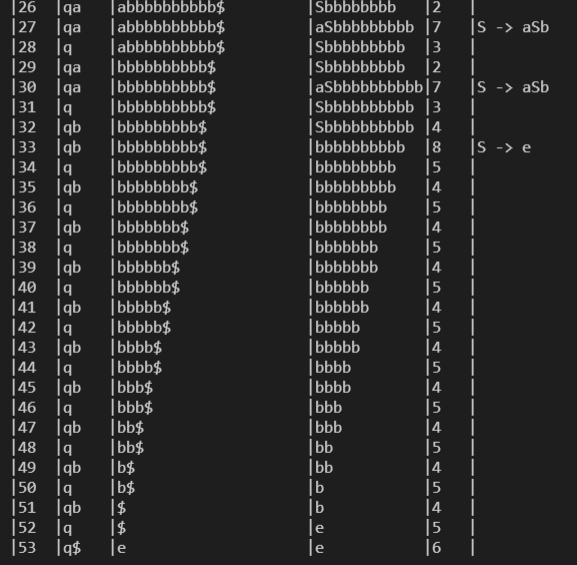 |26  |qa   |abbbbbbbbbb$          |Sbbbbbbbb   |2   |
|27  |qa   |abbbbbbbbbb$          |aSbbbbbbbbb |7   |S -> aSb
|28  |q    |abbbbbbbbbb$          |Sbbbbbbbbb  |3   |
|29  |qa   |bbbbbbbbbb$           |Sbbbbbbbbb  |2   |
|30  |qa   |bbbbbbbbbb$           |aSbbbbbbbbbb|7   |S -> aSb
|31  |q    |bbbbbbbbbb$           |Sbbbbbbbbbb |3   |
|32  |qb   |bbbbbbbbb$            |Sbbbbbbbbbb |4   |
|33  |qb   |bbbbbbbbb$            |bbbbbbbbbb  |8   |S -> e
|34  |q    |bbbbbbbbb$            |bbbbbbbbb   |5   |
|35  |qb   |bbbbbbbb$             |bbbbbbbbb   |4   |
|36  |q    |bbbbbbbb$             |bbbbbbbb    |5   |
|37  |qb   |bbbbbbb$              |bbbbbbbb    |4   |
|38  |q    |bbbbbbb$              |bbbbbbb     |5   |
|39  |qb   |bbbbbb$               |bbbbbbb     |4   |
|40  |q    |bbbbbb$               |bbbbbb      |5   |
|41  |qb   |bbbbb$                |bbbbbb      |4   |
|42  |q    |bbbbb$                |bbbbb       |5   |
|43  |qb   |bbbb$                 |bbbbb       |4   |
|44  |q    |bbbb$                 |bbbb        |5   |
|45  |qb   |bbb$                  |bbbb        |4   |
|46  |q    |bbb$                  |bbb         |5   |
|47  |qb   |bb$                   |bbb         |4   |
|48  |q    |bb$                   |bb          |5   |
|49  |qb   |b$                    |bb          |4   |
|50  |q    |b$                    |b           |5   |
|51  |qb   |$                     |b           |4   |
|52  |q    |$                     |e           |5   |
|53  |q$   |e                     |e           |6   |